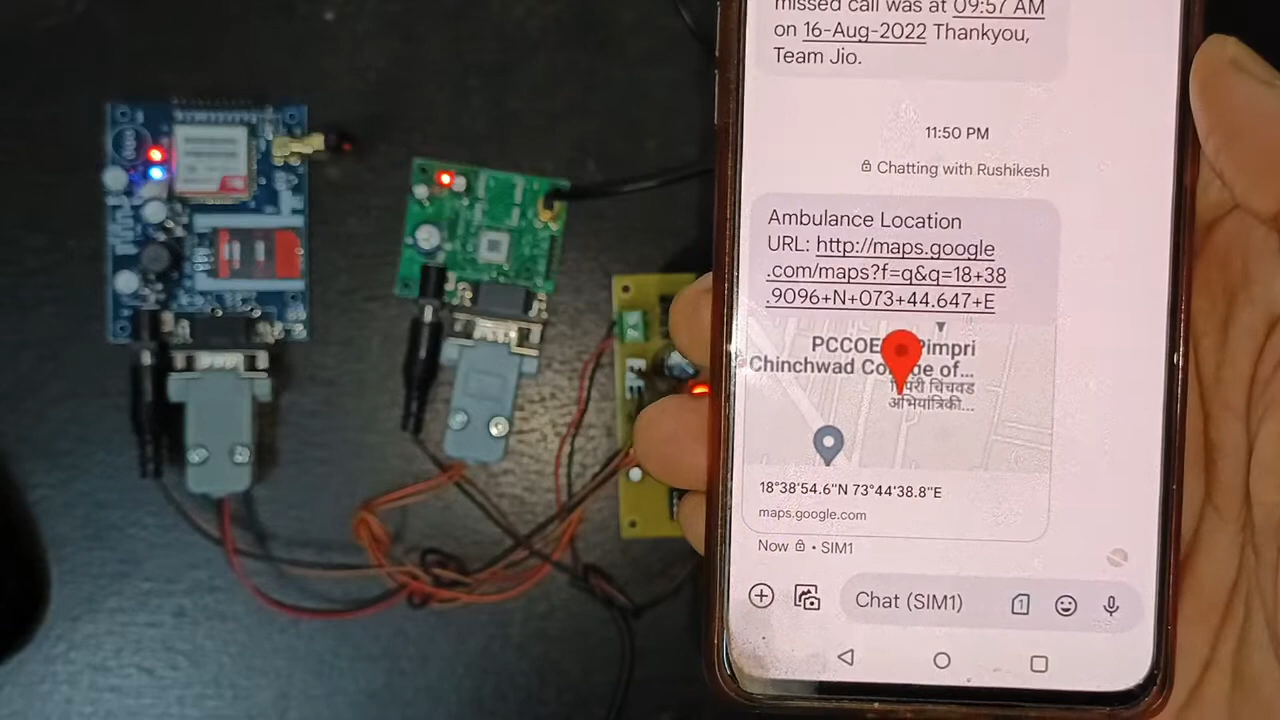 missed call was at 09:57 AM
on 16-Aug-2022 Thankyou,
Team Jio.
11:50 PM
Chatting with Rushikesh
Ambulance Location
URL: http://maps.google
.com/maps?f=q&q=18+38
.9096+N+073+44.647+E
PCCOE Pimpri
Chinchwad of...
चिंचवड
अभियांत्रिकी...
18°38'54.6"N 73°44'38.8"E
maps.google.com
Now • SIM1
Chat (SIM1)
1